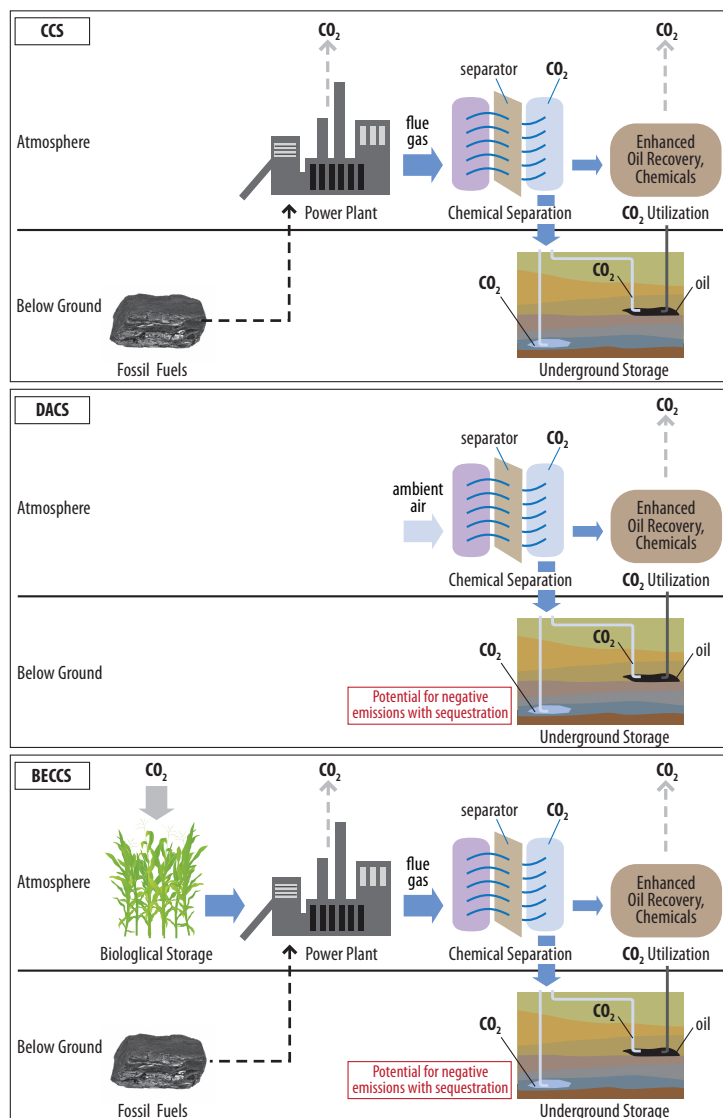 CCS
CO₂
CO₂
separator
CO₂
flue
gas
Atmosphere
Enhanced
Oil Recovery,
Chemicals
Power Plant
Chemical Separation
CO₂ Utilization
Below Ground
CO₂
CO₂
oil
Fossil Fuels
Underground Storage
DACS
CO₂
separator
CO₂
ambient
air
Atmosphere
Enhanced
Oil Recovery,
Chemicals
Chemical Separation
CO₂ Utilization
Below Ground
CO₂
CO₂
oil
Potential for negative
emissions with sequestration
Underground Storage
BECCS
CO₂
CO₂
CO₂
separator
CO₂
flue
gas
Atmosphere
Enhanced
Oil Recovery,
Chemicals
Biological Storage
Power Plant
Chemical Separation
CO₂ Utilization
Below Ground
CO₂
CO₂
oil
Potential for negative
emissions with sequestration
Fossil Fuels
Underground Storage